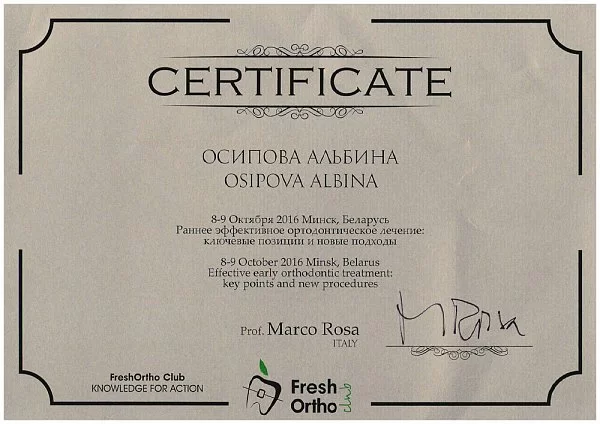 CERTIFICATE
ОСИПОВА АЛЬБИНА
OSIPOVA ALBINA
8-9 Октября 2016 Минск, Беларусь
Раннее эффективное ортодонтическое лечение:
ключевые позиции и новые подходы
8-9 October 2016 Minsk, Belarus
Effective early orthodontic treatment:
key points and new procedures
Prof. Marco Rosa
ITALY
M Rosa
FreshOrtho Club
KNOWLEDGE FOR ACTION
Fresh
Ortho club